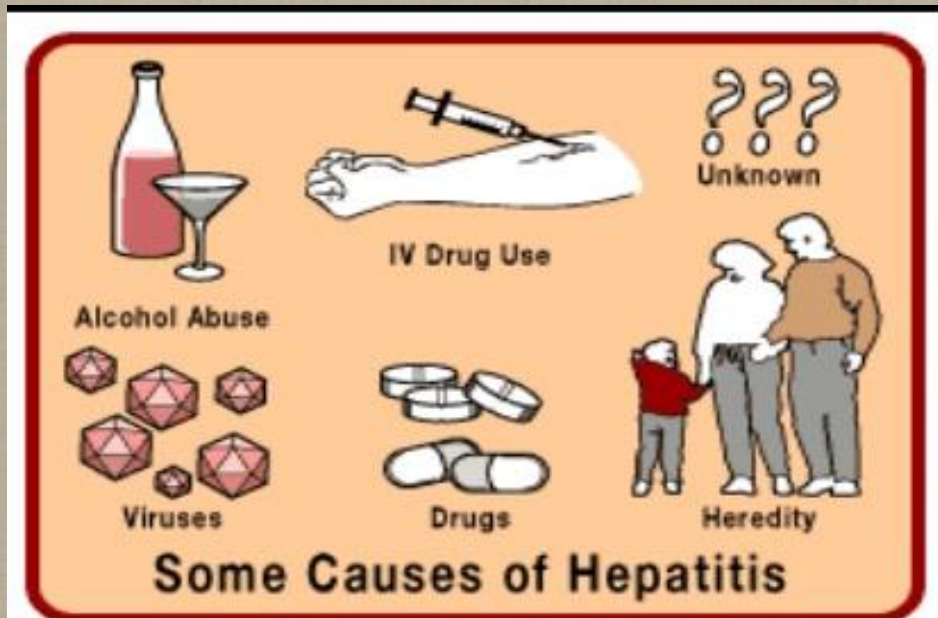 ???
Unknown
IV Drug Use
Alcohol Abuse
Viruses
Drugs
Heredity
Some Causes of Hepatitis